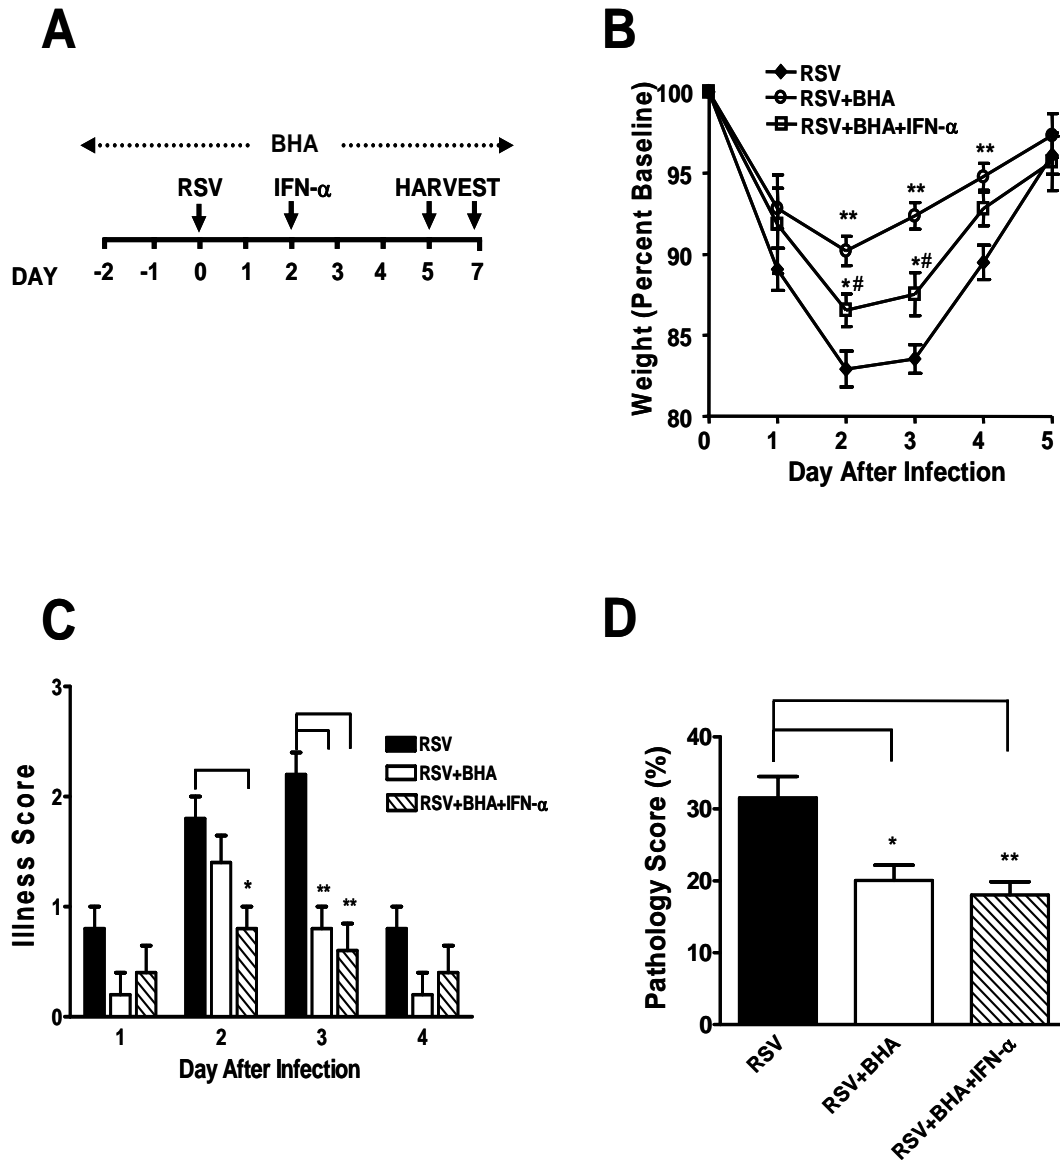 A
BHA
RSV IFN-α HARVEST
DAY -2 -1 0 1 2 3 4 5 7
B
RSV
RSV+BHA
RSV+BHA+IFN-α
Weight (Percent Baseline)
100
95
90
85
80
**
**
**
*#
*#
0 1 2 3 4 5
Day After Infection
C
Illness Score
3
2
1
0
RSV
RSV+BHA
RSV+BHA+IFN-α
*
**
**
1 2 3 4
Day After Infection
D
Pathology Score (%)
40
30
20
10
0
*
**
RSV
RSV+BHA
RSV+BHA+IFN-α